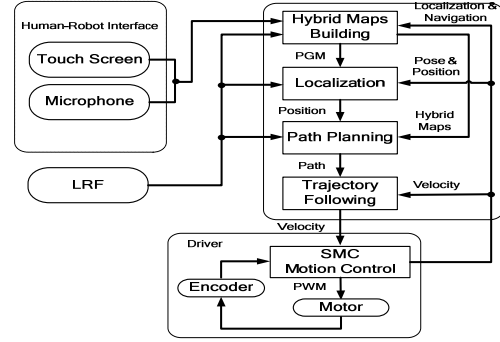 Human-Robot Interface
Touch Screen
Microphone
LRF
Localization &
Navigation
Hybrid Maps
Building
PGM
Pose &
Position
Localization
Position
Hybrid
Maps
Path Planning
Path
Trajectory
Following
Velocity
Velocity
Driver
SMC
Motion Control
PWM
Encoder
Motor